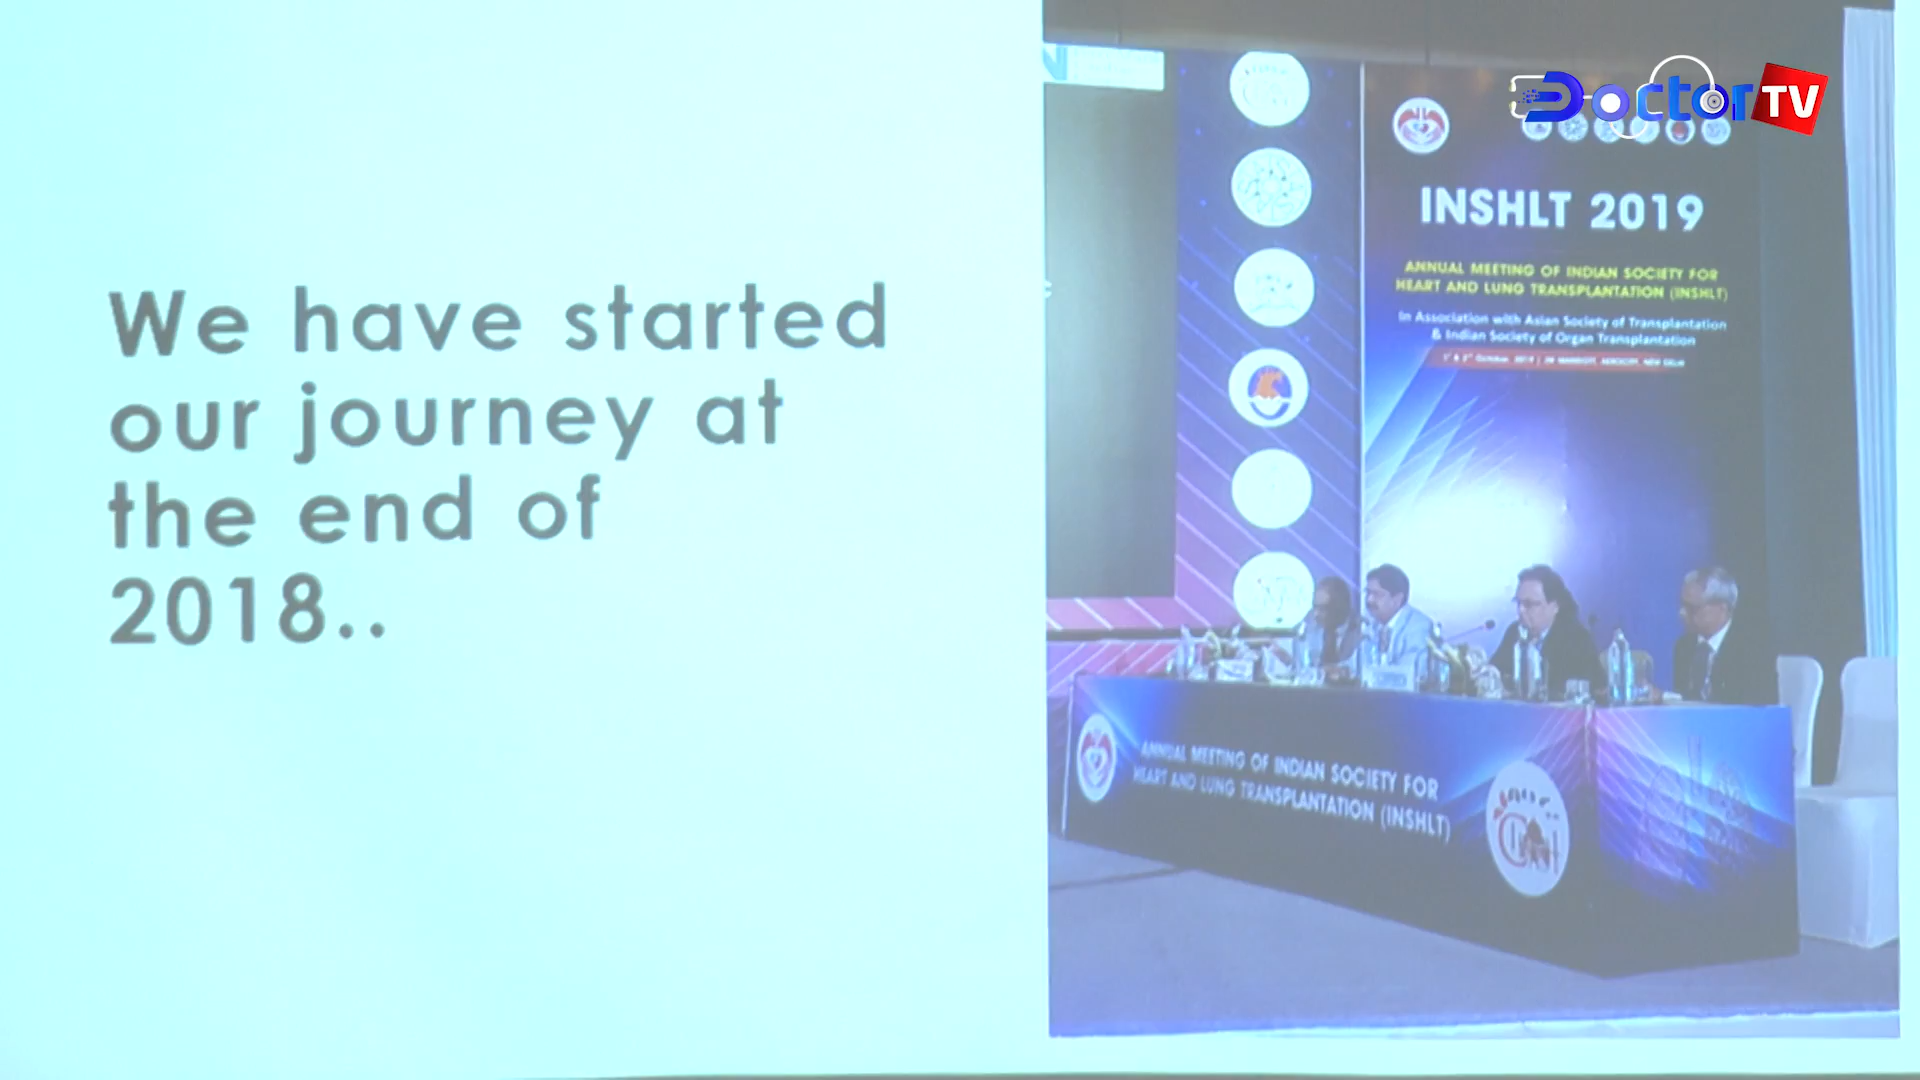 We have started
our journey at
the end of
2018..
Doctor TV
INSHLT 2019
ANNUAL MEETING OF INDIAN SOCIETY FOR
HEART AND LUNG TRANSPLANTATION (INSHLT)
In Association with Asian Society of Transplantation
& Indian Society of Organ Transplantation
ANNUAL MEETING OF INDIAN SOCIETY FOR
HEART AND LUNG TRANSPLANTATION (INSHLT)